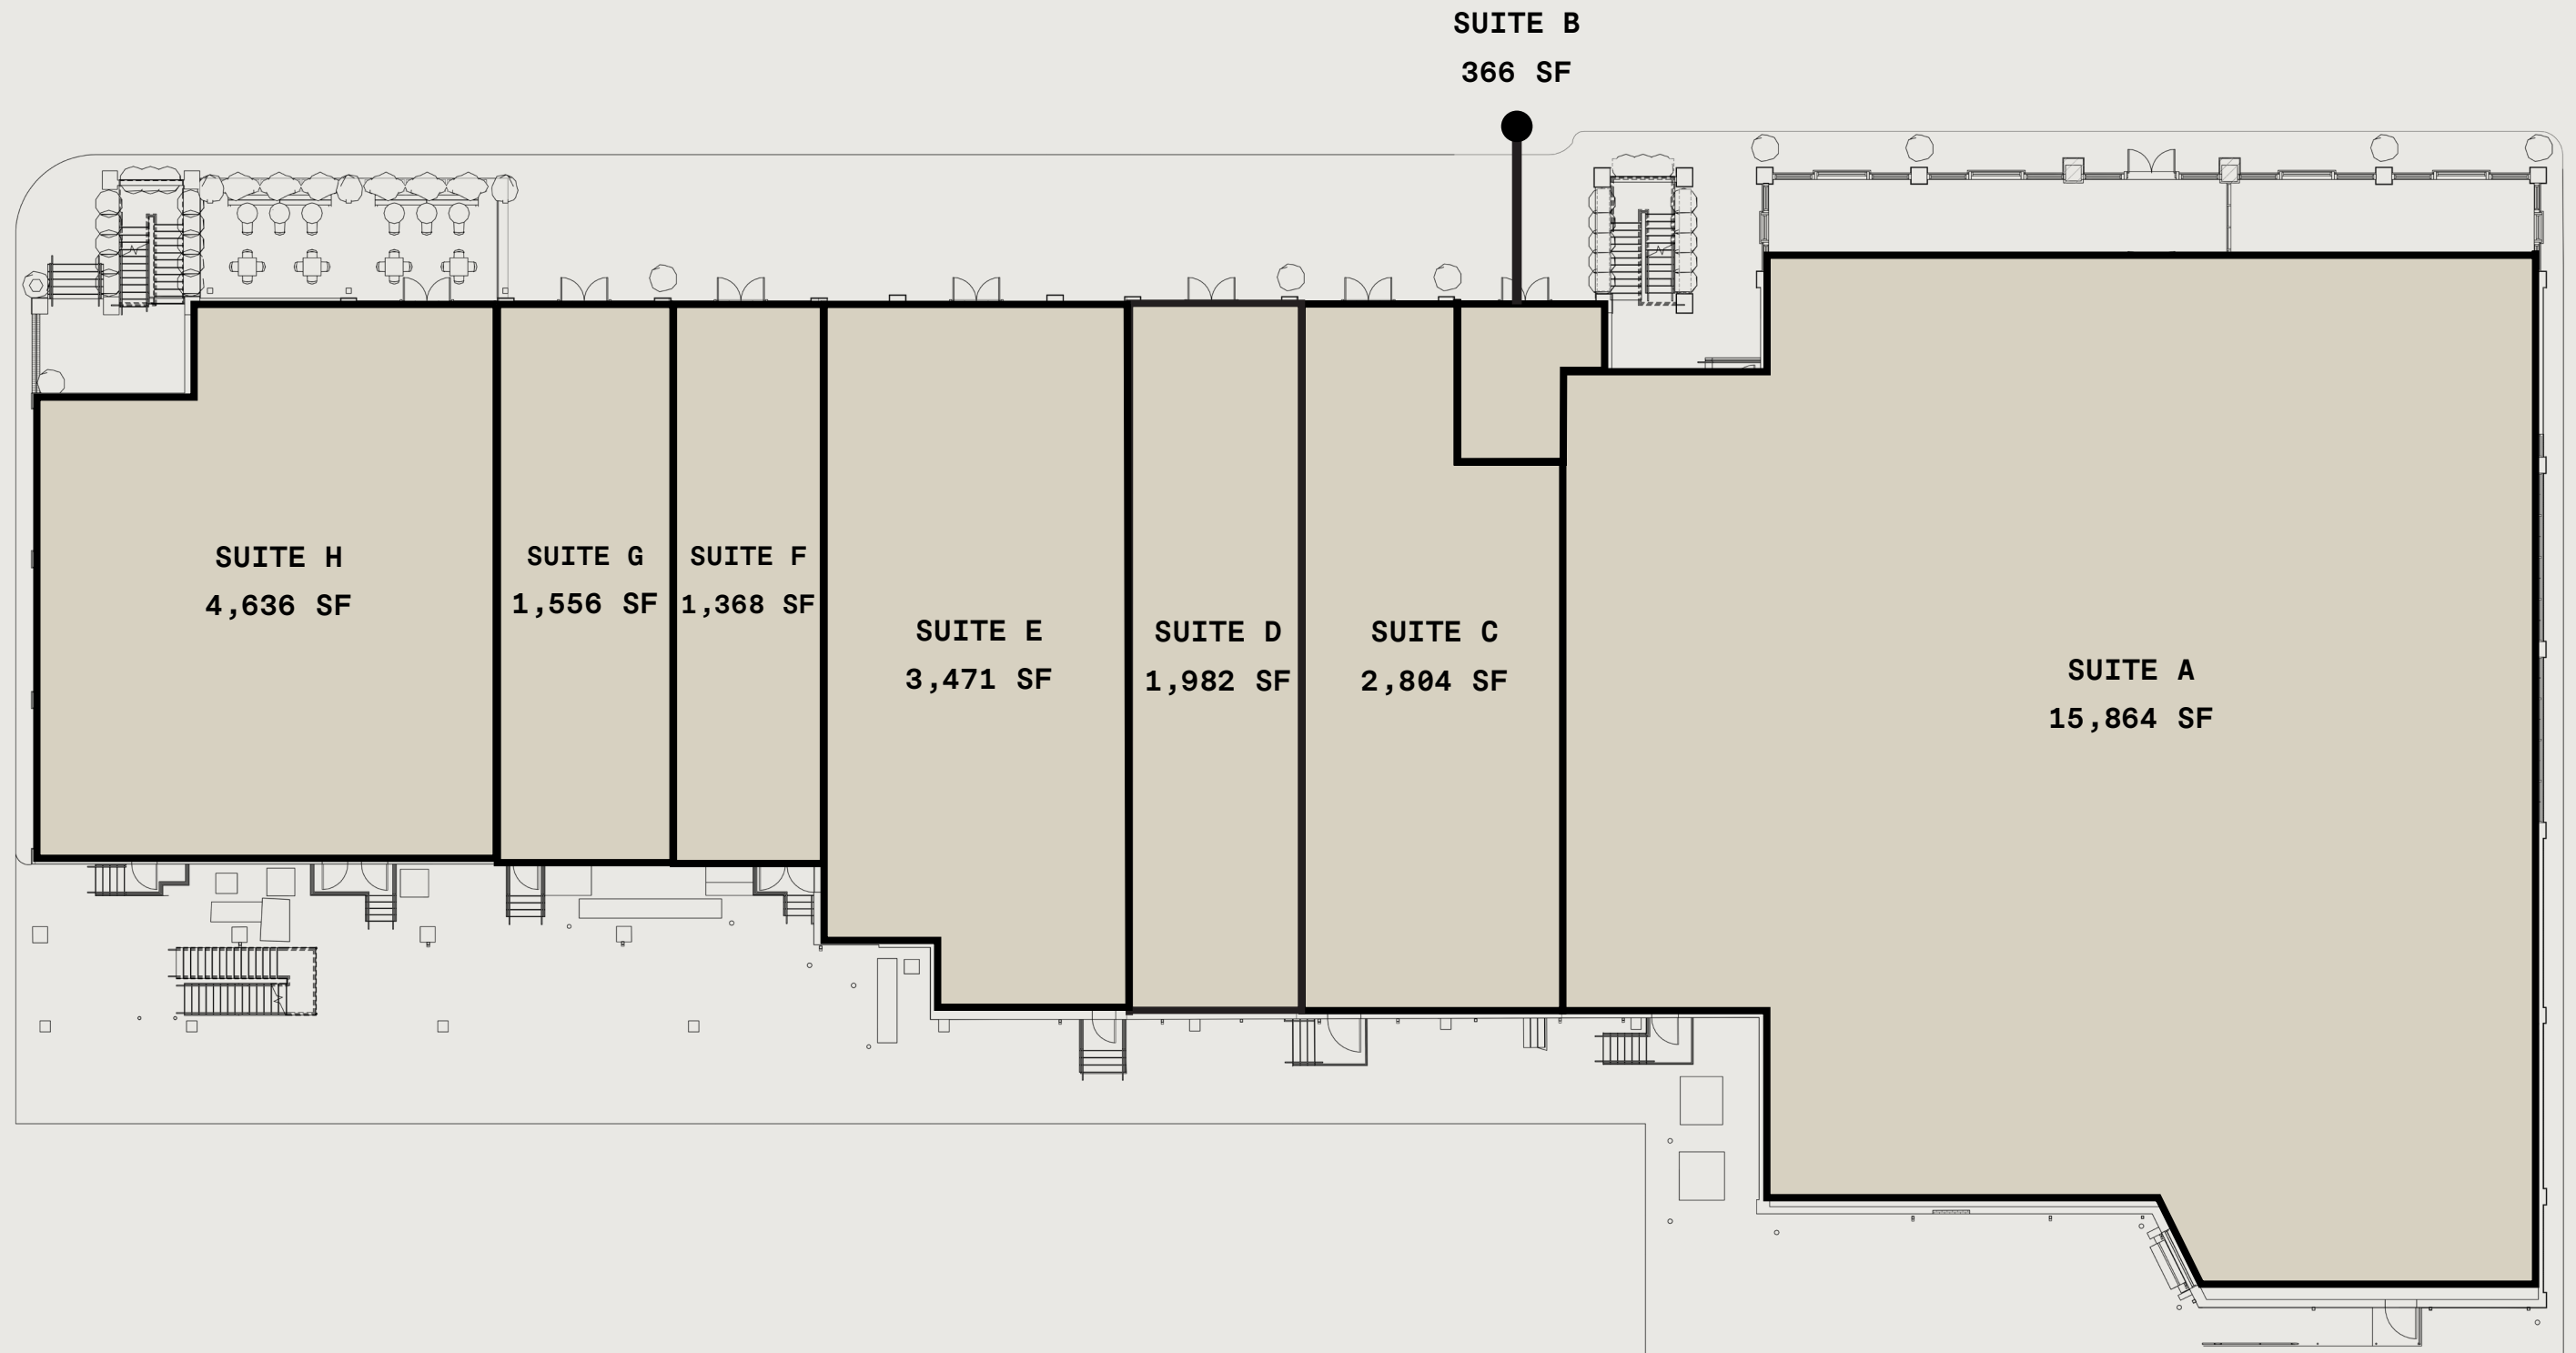 SUITE B
366 SF
SUITE H
4,636 SF
SUITE G
1,556 SF
SUITE F
1,368 SF
SUITE E
3,471 SF
SUITE D
1,982 SF
SUITE C
2,804 SF
SUITE A
15,864 SF